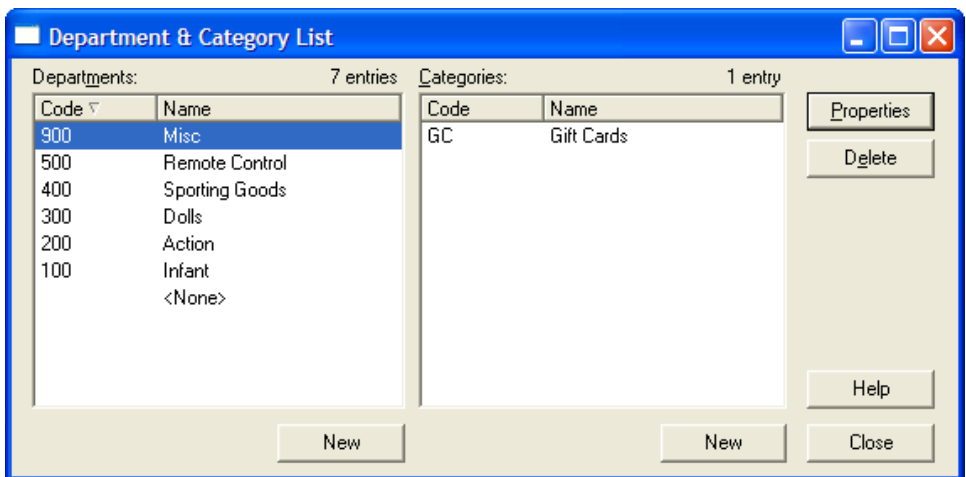 Department & Category List
Departments: 7 entries Categories: 1 entry
Code Name Code Name Properties
900 Misc GC Gift Cards
500 Remote Control Delete
400 Sporting Goods
300 Dolls
200 Action
100 Infant
<None>
Help
New New Close